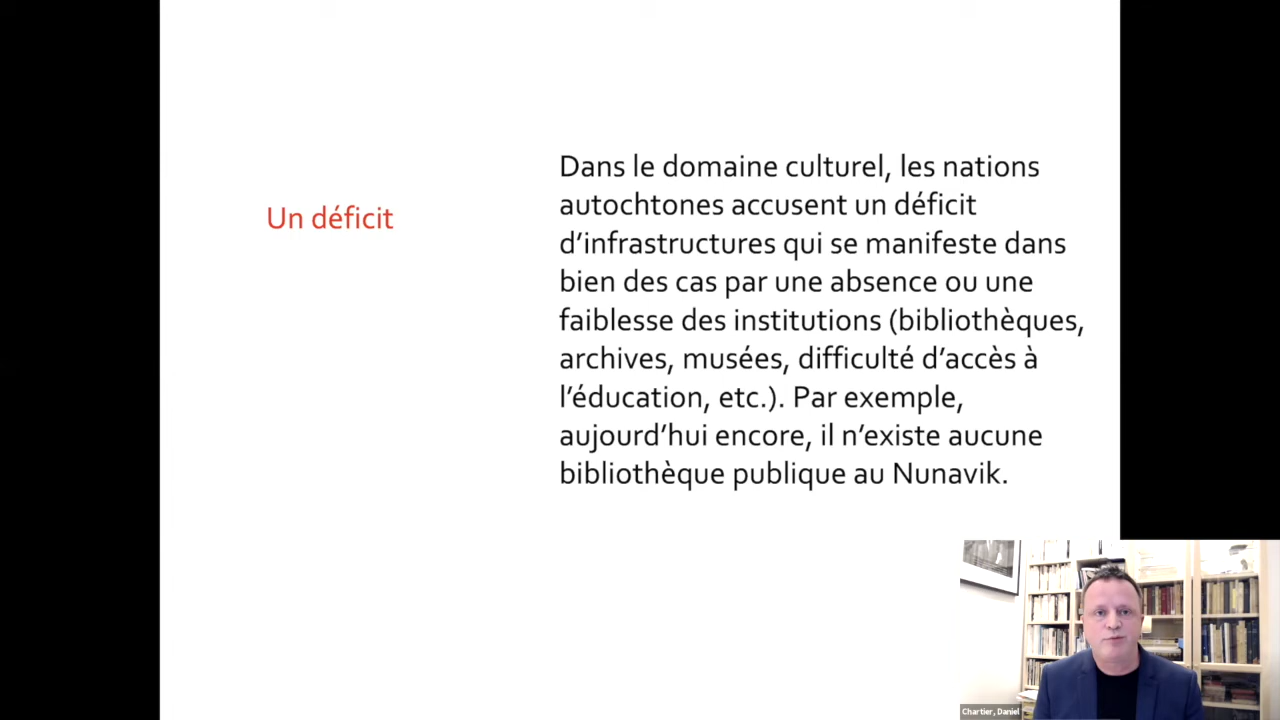 Un déficit
Dans le domaine culturel, les nations
autochtones accusent un déficit
d’infrastructures qui se manifeste dans
bien des cas par une absence ou une
faiblesse des institutions (bibliothèques,
archives, musées, difficulté d’accès à
l’éducation, etc.). Par exemple,
aujourd’hui encore, il n’existe aucune
bibliothèque publique au Nunavik.
Chartier, Daniel